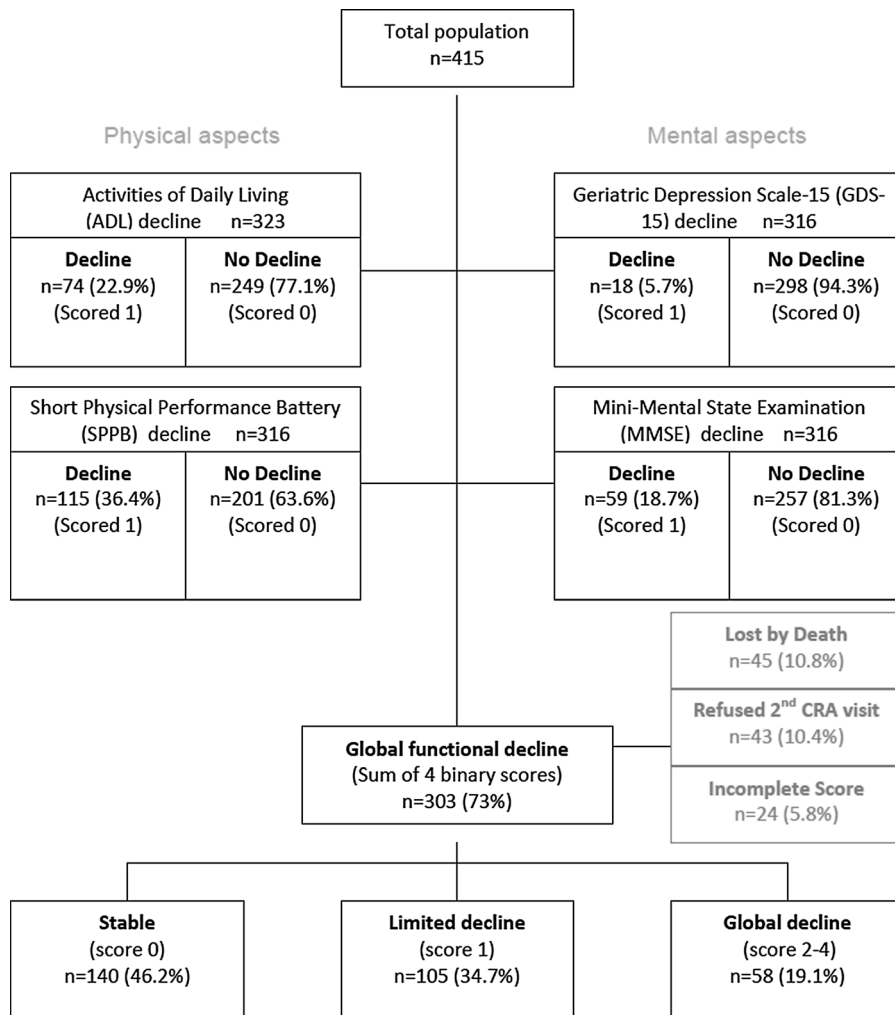 Total population
n=415
Physical aspects
Mental aspects
Activities of Daily Living
(ADL) decline n=323
Decline
n=74 (22.9%)
(Scored 1)
No Decline
n=249 (77.1%)
(Scored 0)
Geriatric Depression Scale-15 (GDS-
15) decline n=316
Decline
n=18 (5.7%)
(Scored 1)
No Decline
n=298 (94.3%)
(Scored 0)
Short Physical Performance Battery
(SPPB) decline n=316
Decline
n=115 (36.4%)
(Scored 1)
No Decline
n=201 (63.6%)
(Scored 0)
Mini-Mental State Examination
(MMSE) decline n=316
Decline
n=59 (18.7%)
(Scored 1)
No Decline
n=257 (81.3%)
(Scored 0)
Lost by Death
n=45 (10.8%)
Refused 2nd CRA visit
n=43 (10.4%)
Incomplete Score
n=24 (5.8%)
Global functional decline
(Sum of 4 binary scores)
n=303 (73%)
Stable
(score 0)
n=140 (46.2%)
Limited decline
(score 1)
n=105 (34.7%)
Global decline
(score 2-4)
n=58 (19.1%)